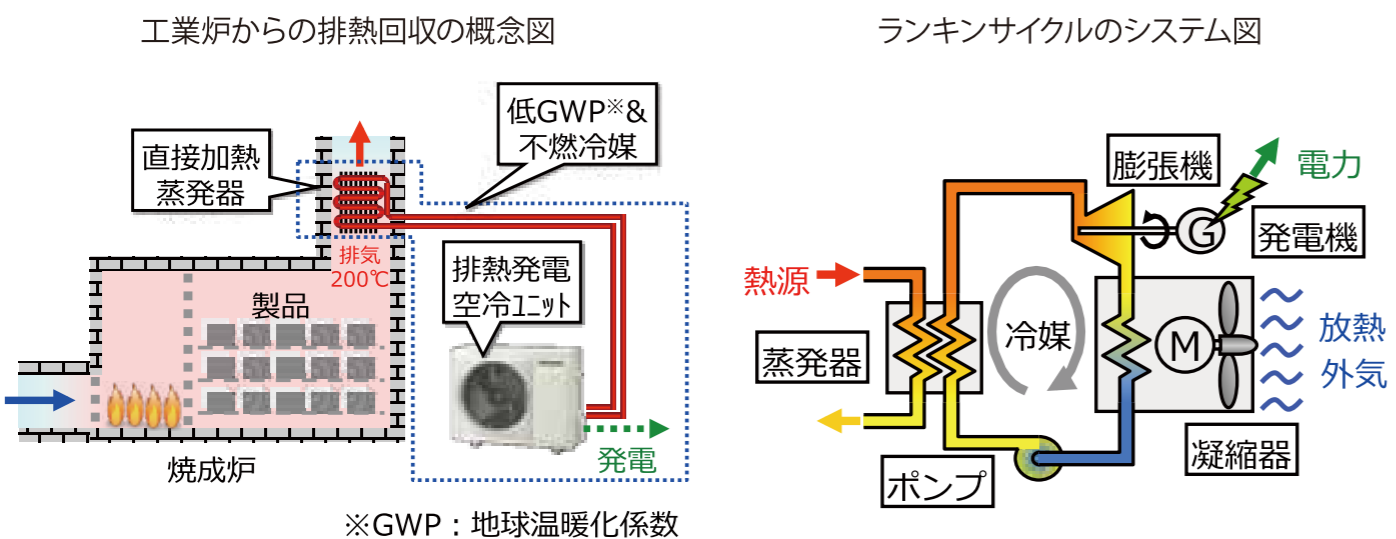 工業炉からの排熱回収の概念図
低GWP※&
不燃冷媒
直接加熱
蒸発器
排気
200℃
製品
排熱発電
空冷ﾕﾆｯﾄ
発電
焼成炉
※GWP：地球温暖化係数
ランキンサイクルのシステム図
膨張機
電力
G
発電機
熱源
冷媒
M
放熱
外気
蒸発器
凝縮器
ポンプ